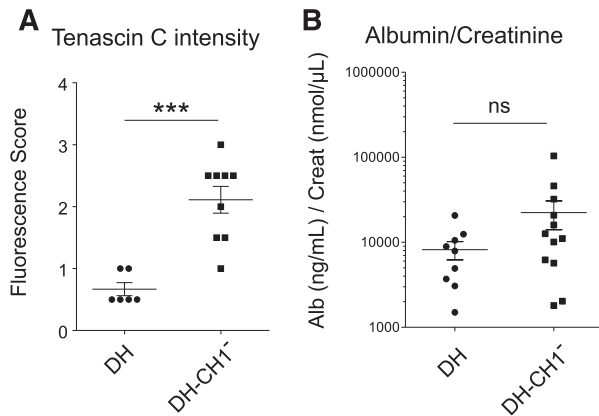 A
Tenascin C intensity
Fluorescence Score
4
3
2
1
0
***
DH
DH-CH1⁻
B
Albumin/Creatinine
Alb (ng/mL) / Creat (nmol/µL)
1000000
100000
10000
1000
ns
DH
DH-CH1⁻